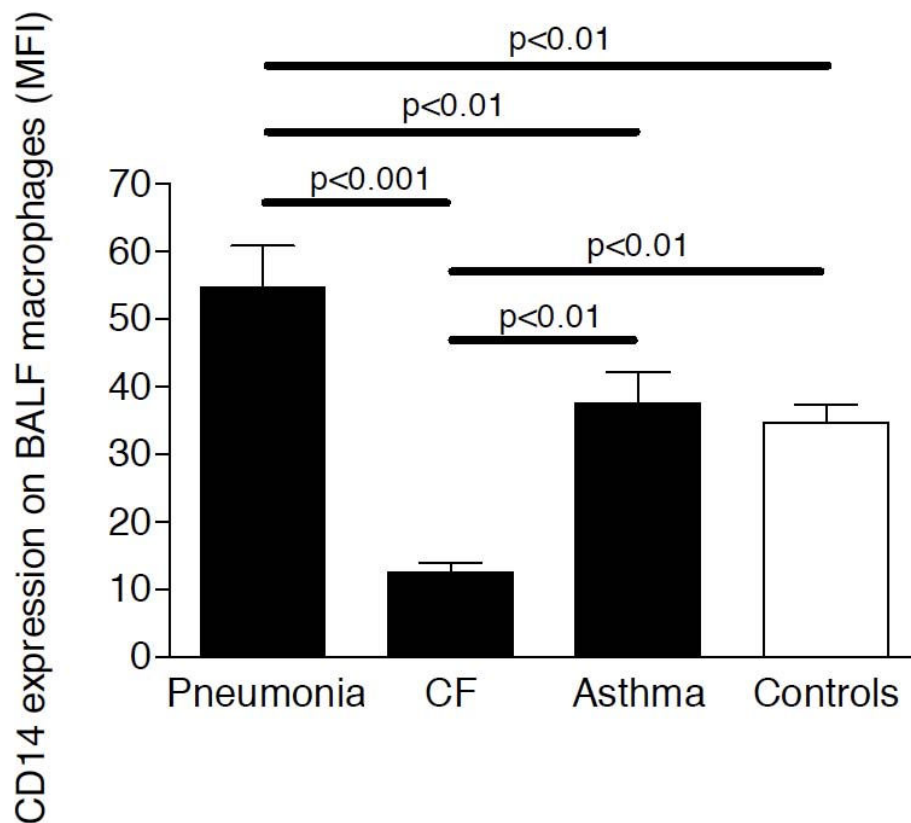 CD14 expression on BALF macrophages (MFI)
p<0.01
p<0.01
p<0.001
p<0.01
p<0.01
70
60
50
40
30
20
10
0
Pneumonia CF Asthma Controls